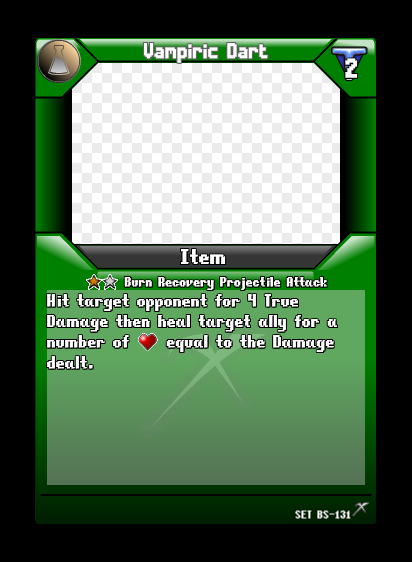 Vampiric Dart
2
Item
Burn Recovery Projectile Attack
Hit target opponent for 4 True
Damage then heal target ally for a
number of ❤ equal to the Damage
dealt.
SET BS-131